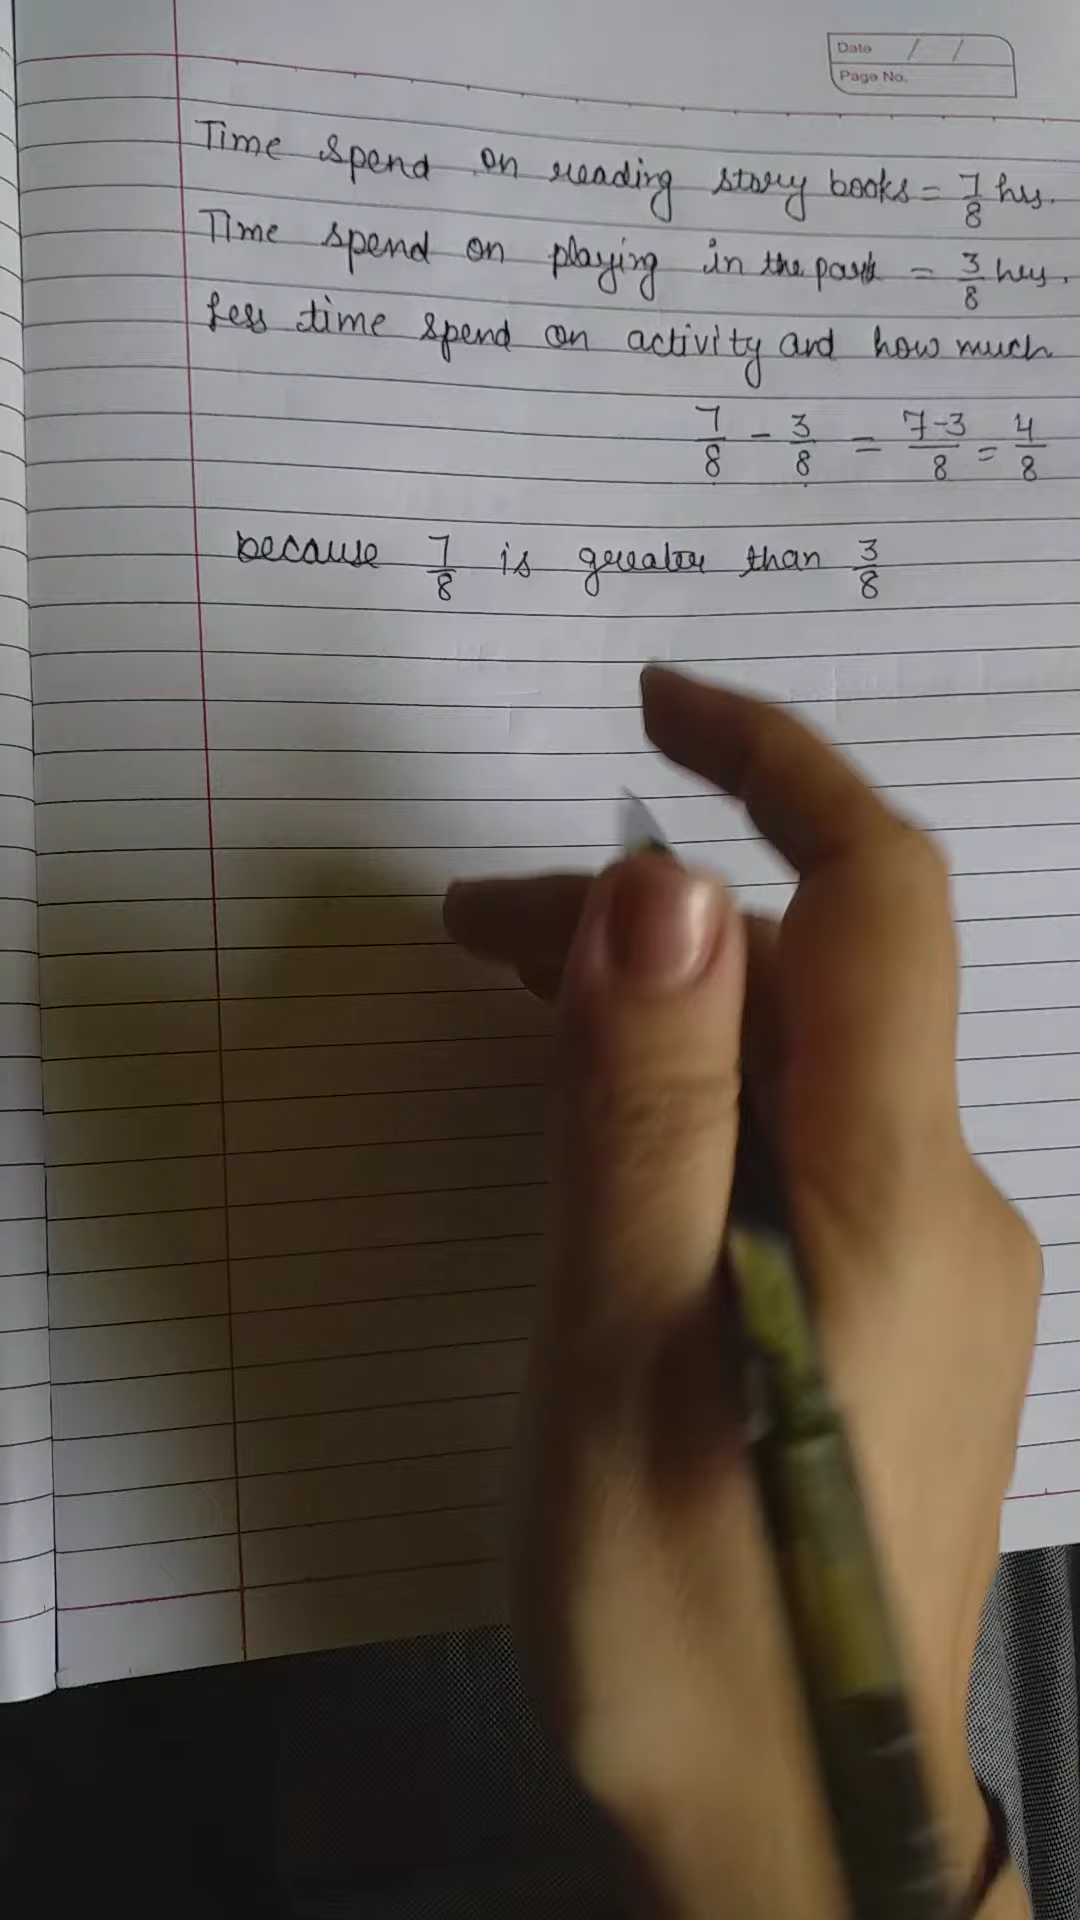 Date / /
Page No.
Time spend on reading story books = 7/8 hrs.
Time spend on playing in the park = 3/8 hrs.
Less time spend on activity and how much
7/8 - 3/8 = 7-3/8 = 4/8
because 7/8 is greater than 3/8